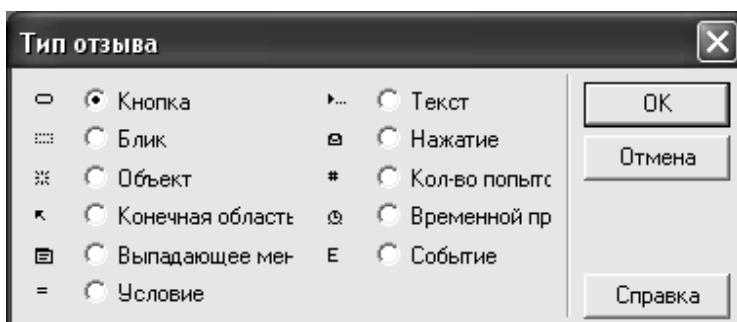 Тип отзыва
Кнопка
Блик
Объект
Конечная область
Выпадающее мен
= Условие
Текст
Нажатие
# Кол-во попытс
Временной пр
E Событие
OK
Отмена
Справка